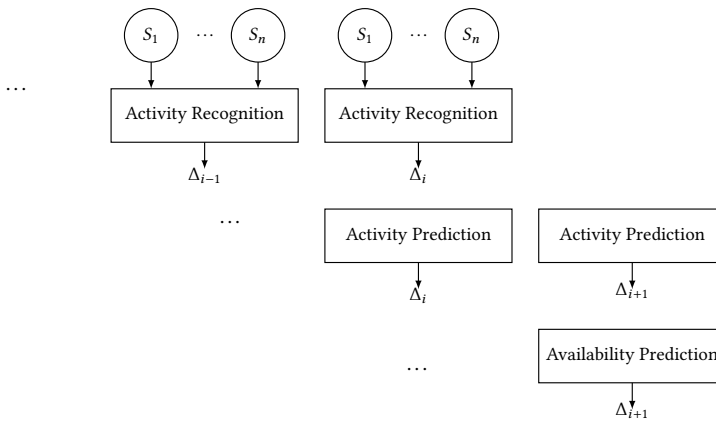 S1 ··· Sn S1 ··· Sn
...
Activity Recognition Activity Recognition
Δi−1 Δi
... Activity Prediction Activity Prediction
Δi Δi+1
... Availability Prediction
Δi+1